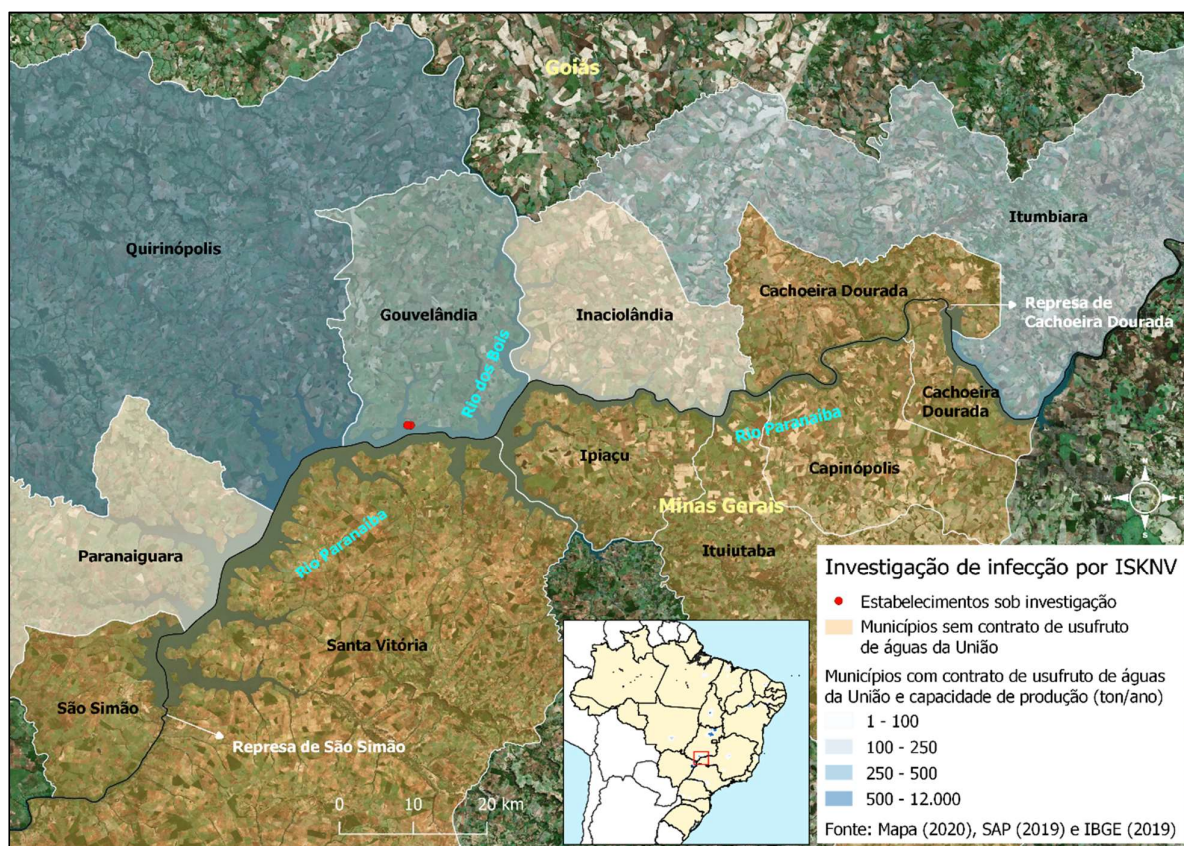 Goiás
Quirinópolis
Itumbiara
Gouvelândia
Inaciolândia
Cachoeira Dourada
Represa de
Cachoeira Dourada
Rio dos Bois
Cachoeira
Dourada
Rio Paranaíba
Ipiaçu
Capinópolis
Minas Gerais
Ituiutaba
Paranaiguara
Rio Paranaíba
Santa Vitória
São Simão
Represa de São Simão
0 10 20 km
N
W E
S
Investigação de infecção por ISKNV
Estabelecimentos sob investigação
Municípios sem contrato de usufruto
de águas da União
Municípios com contrato de usufruto de águas
da União e capacidade de produção (ton/ano)
1 - 100
100 - 250
250 - 500
500 - 12.000
Fonte: Mapa (2020), SAP (2019) e IBGE (2019)